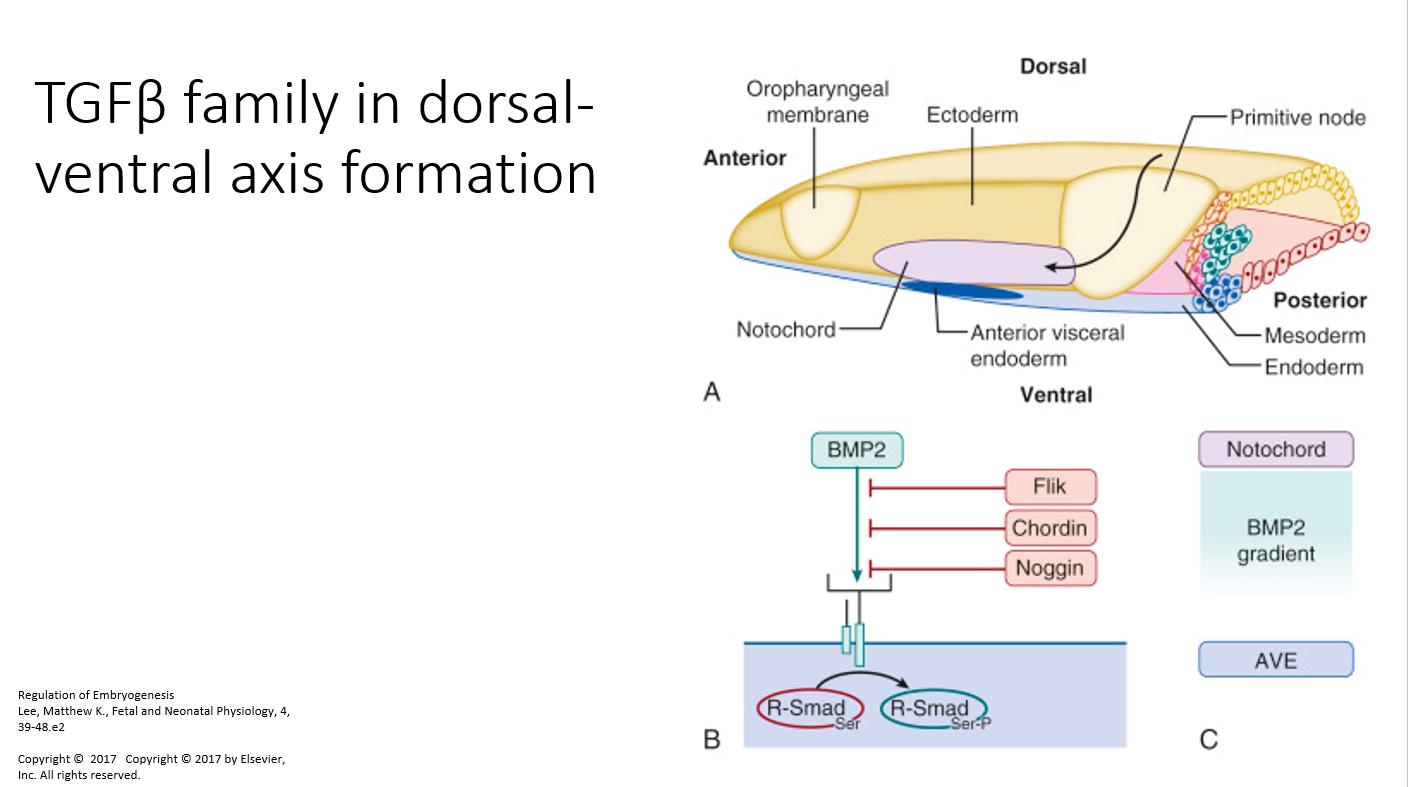 TGFβ family in dorsal-
ventral axis formation
Dorsal
Oropharyngeal
membrane
Ectoderm
Primitive node
Anterior
Posterior
Notochord
Anterior visceral
endoderm
Mesoderm
Endoderm
A
Ventral
BMP2
Flik
Chordin
Noggin
R-Smad
Ser
R-Smad
Ser-P
B
Notochord
BMP2
gradient
AVE
C
Regulation of Embryogenesis
Lee, Matthew K., Fetal and Neonatal Physiology, 4,
39-48.e2
Copyright © 2017 Copyright © 2017 by Elsevier,
Inc. All rights reserved.